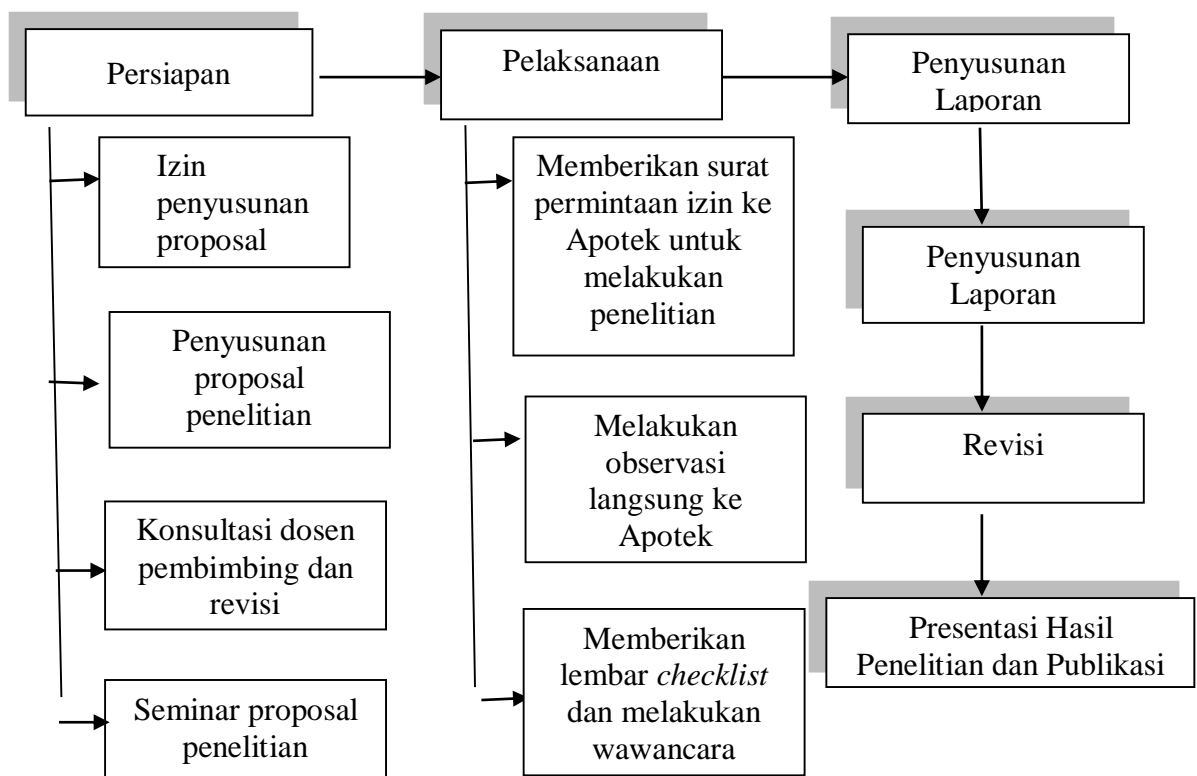 Persiapan
Izin
penyusunan
proposal
Penyusunan
proposal
penelitian
Konsultasi dosen
pembimbing dan
revisi
Seminar proposal
penelitian
Pelaksanaan
Memberikan surat
permintaan izin ke
Apotek untuk
melakukan
penelitian
Melakukan
observasi
langsung ke
Apotek
Memberikan
lembar checklist
dan melakukan
wawancara
Penyusunan
Laporan
Penyusunan
Laporan
Revisi
Presentasi Hasil
Penelitian dan Publikasi